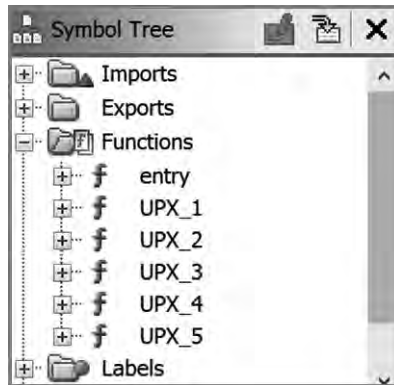 Symbol Tree
Imports
Exports
Functions
entry
UPX_1
UPX_2
UPX_3
UPX_4
UPX_5
Labels